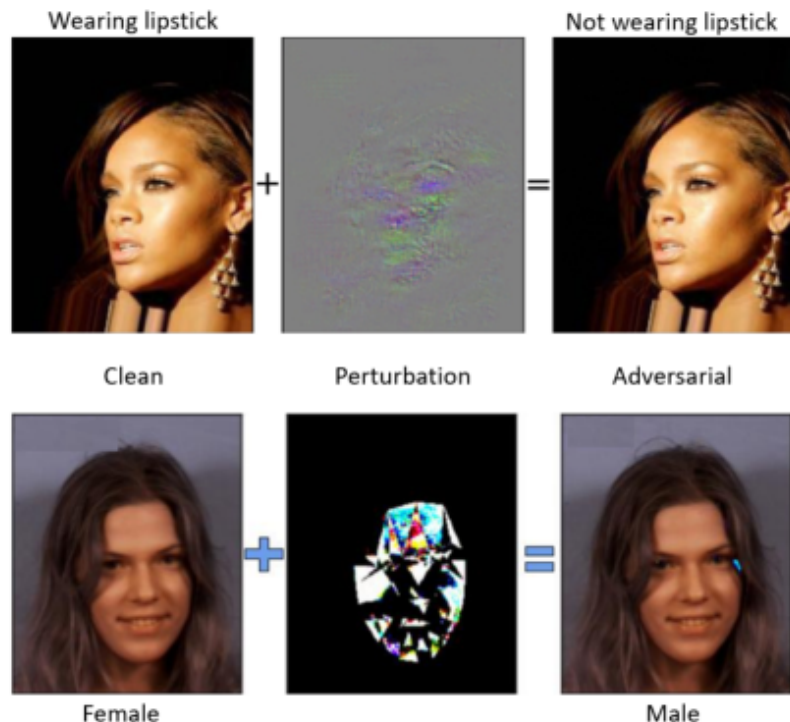 Wearing lipstick
Not wearing lipstick
+
=
Clean
Perturbation
Adversarial
+
=
Female
Male